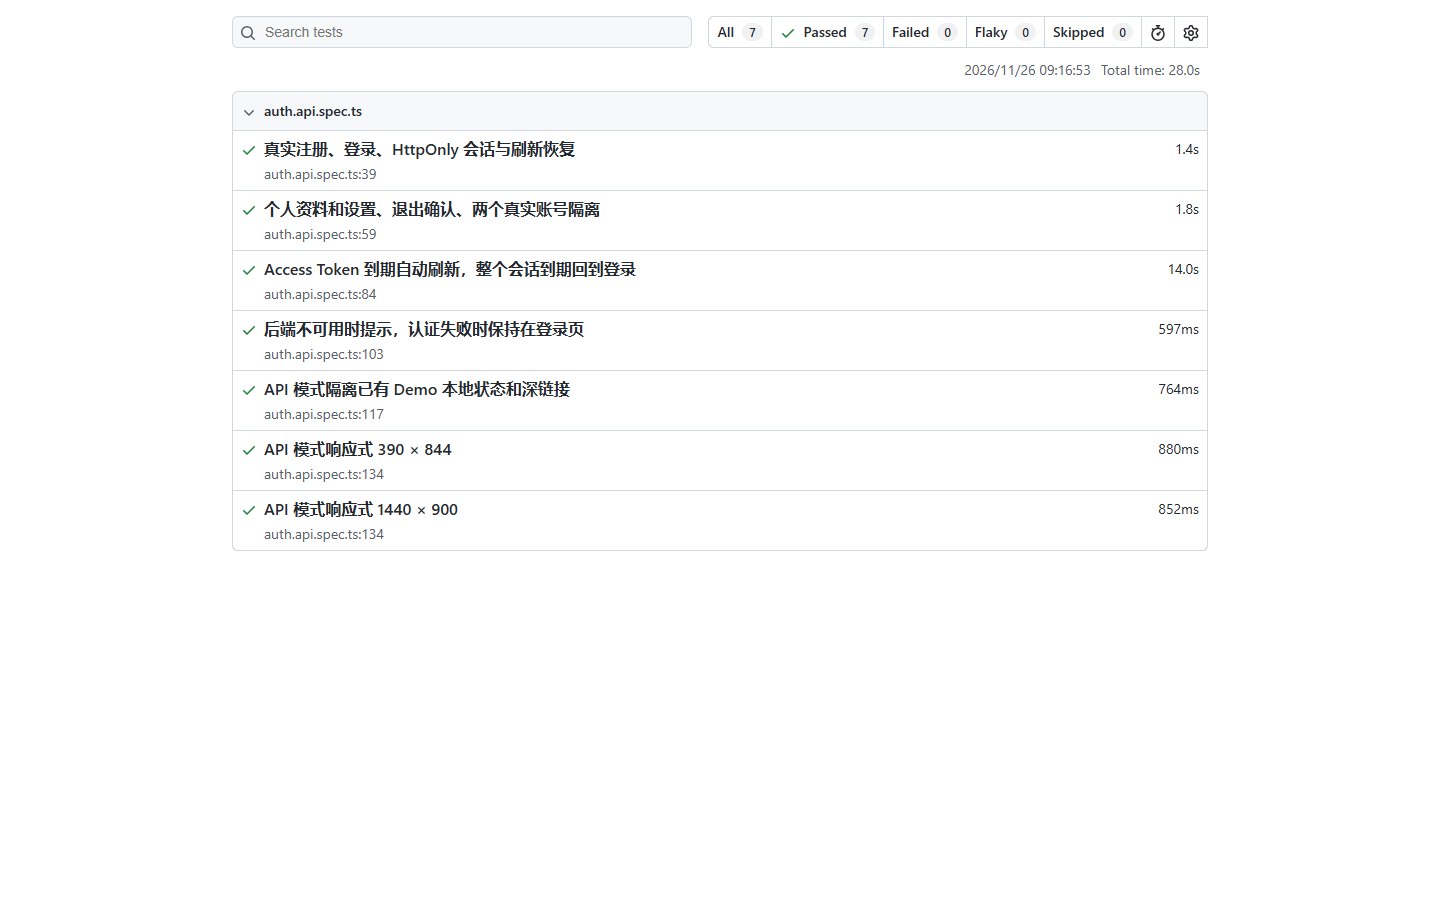 Search tests
All 7 Passed 7 Failed 0 Flaky 0 Skipped 0
2026/11/26 09:16:53 Total time: 28.0s
auth.api.spec.ts
真实注册、登录、HttpOnly 会话与刷新恢复 1.4s
auth.api.spec.ts:39
个人资料和设置、退出确认、两个真实账号隔离 1.8s
auth.api.spec.ts:59
Access Token 到期自动刷新，整个会话到期回到登录 14.0s
auth.api.spec.ts:84
后端不可用时提示，认证失败时保持在登录页 597ms
auth.api.spec.ts:103
API 模式隔离已有 Demo 本地状态和深链接 764ms
auth.api.spec.ts:117
API 模式响应式 390 × 844 880ms
auth.api.spec.ts:134
API 模式响应式 1440 × 900 852ms
auth.api.spec.ts:134